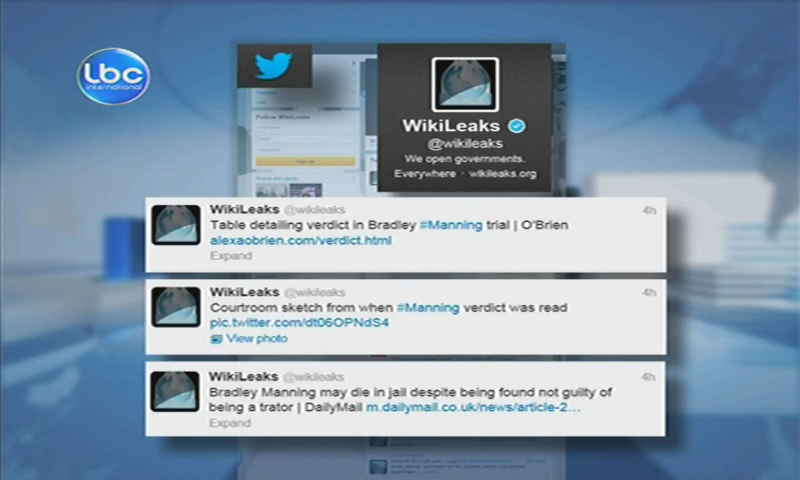 lbc
international
WikiLeaks
@wikileaks
We open governments.
Everywhere · wikileaks.org
Follow WikiLeaks
WikiLeaks @wikileaks 4h
Table detailing verdict in Bradley #Manning trial | O'Brien
alexaobrien.com/verdict.html
Expand
WikiLeaks @wikileaks 4h
Courtroom sketch from when #Manning verdict was read
pic.twitter.com/dt06OPNdS4
View photo
WikiLeaks @wikileaks 4h
Bradley Manning may die in jail despite being found not guilty of
being a trator | DailyMail m.dailymail.co.uk/news/article-2...
Expand